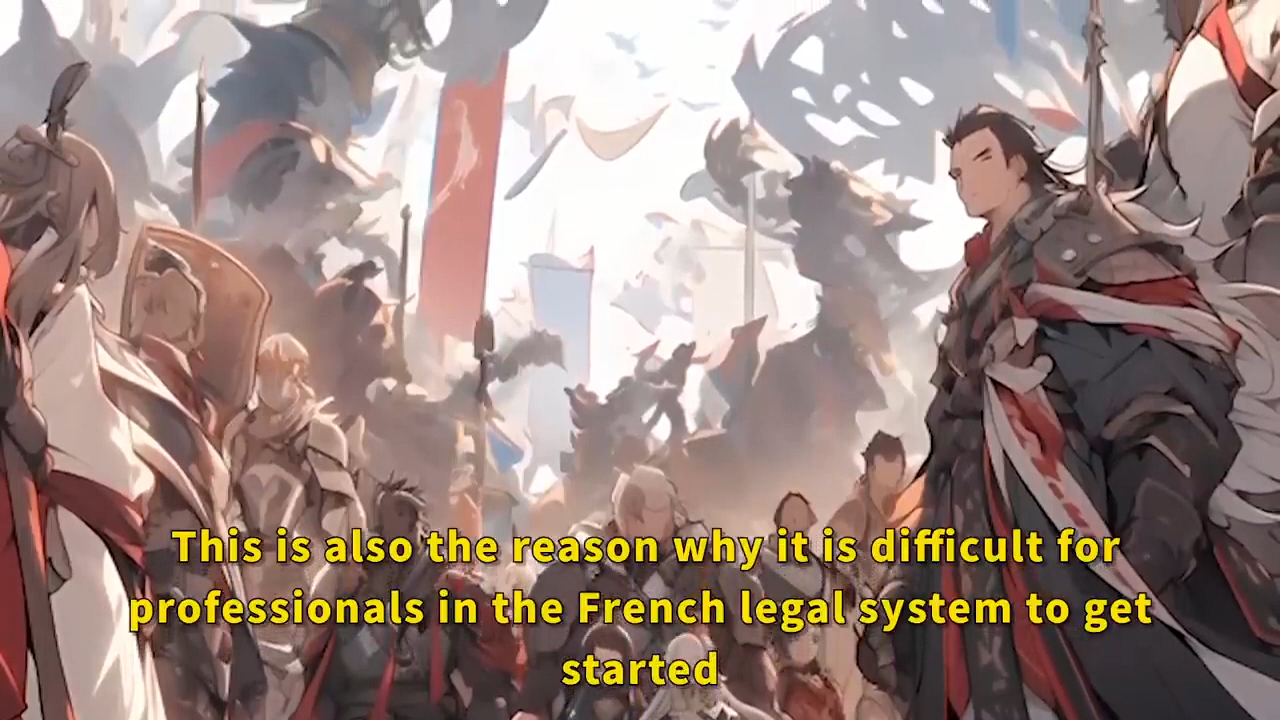 This is also the reason why it is difficult for
professionals in the French legal system to get
started